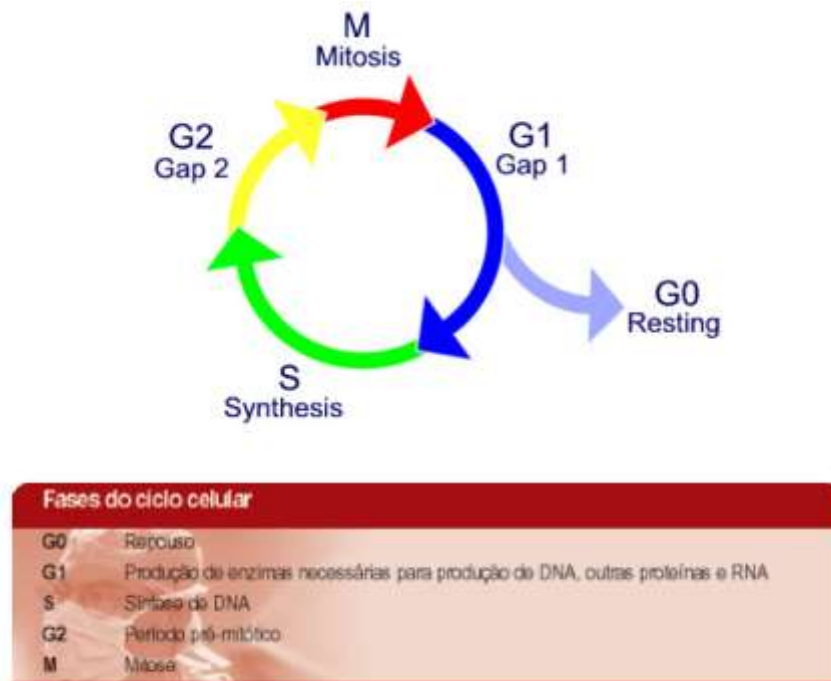 M
Mitosis
G2
Gap 2
G1
Gap 1
G0
Resting
S
Synthesis
Fases do ciclo celular
G0 Repouso
G1 Produção de enzimas necessárias para produção de DNA, outras proteínas e RNA
S Síntese de DNA
G2 Período pré-mitótico
M Mitose